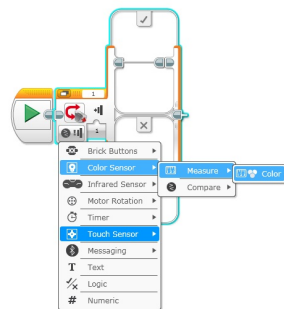 1
1
Brick Buttons
Color Sensor
Measure
Color
Infrared Sensor
Compare
Motor Rotation
Timer
Touch Sensor
Messaging
T Text
Logic
# Numeric